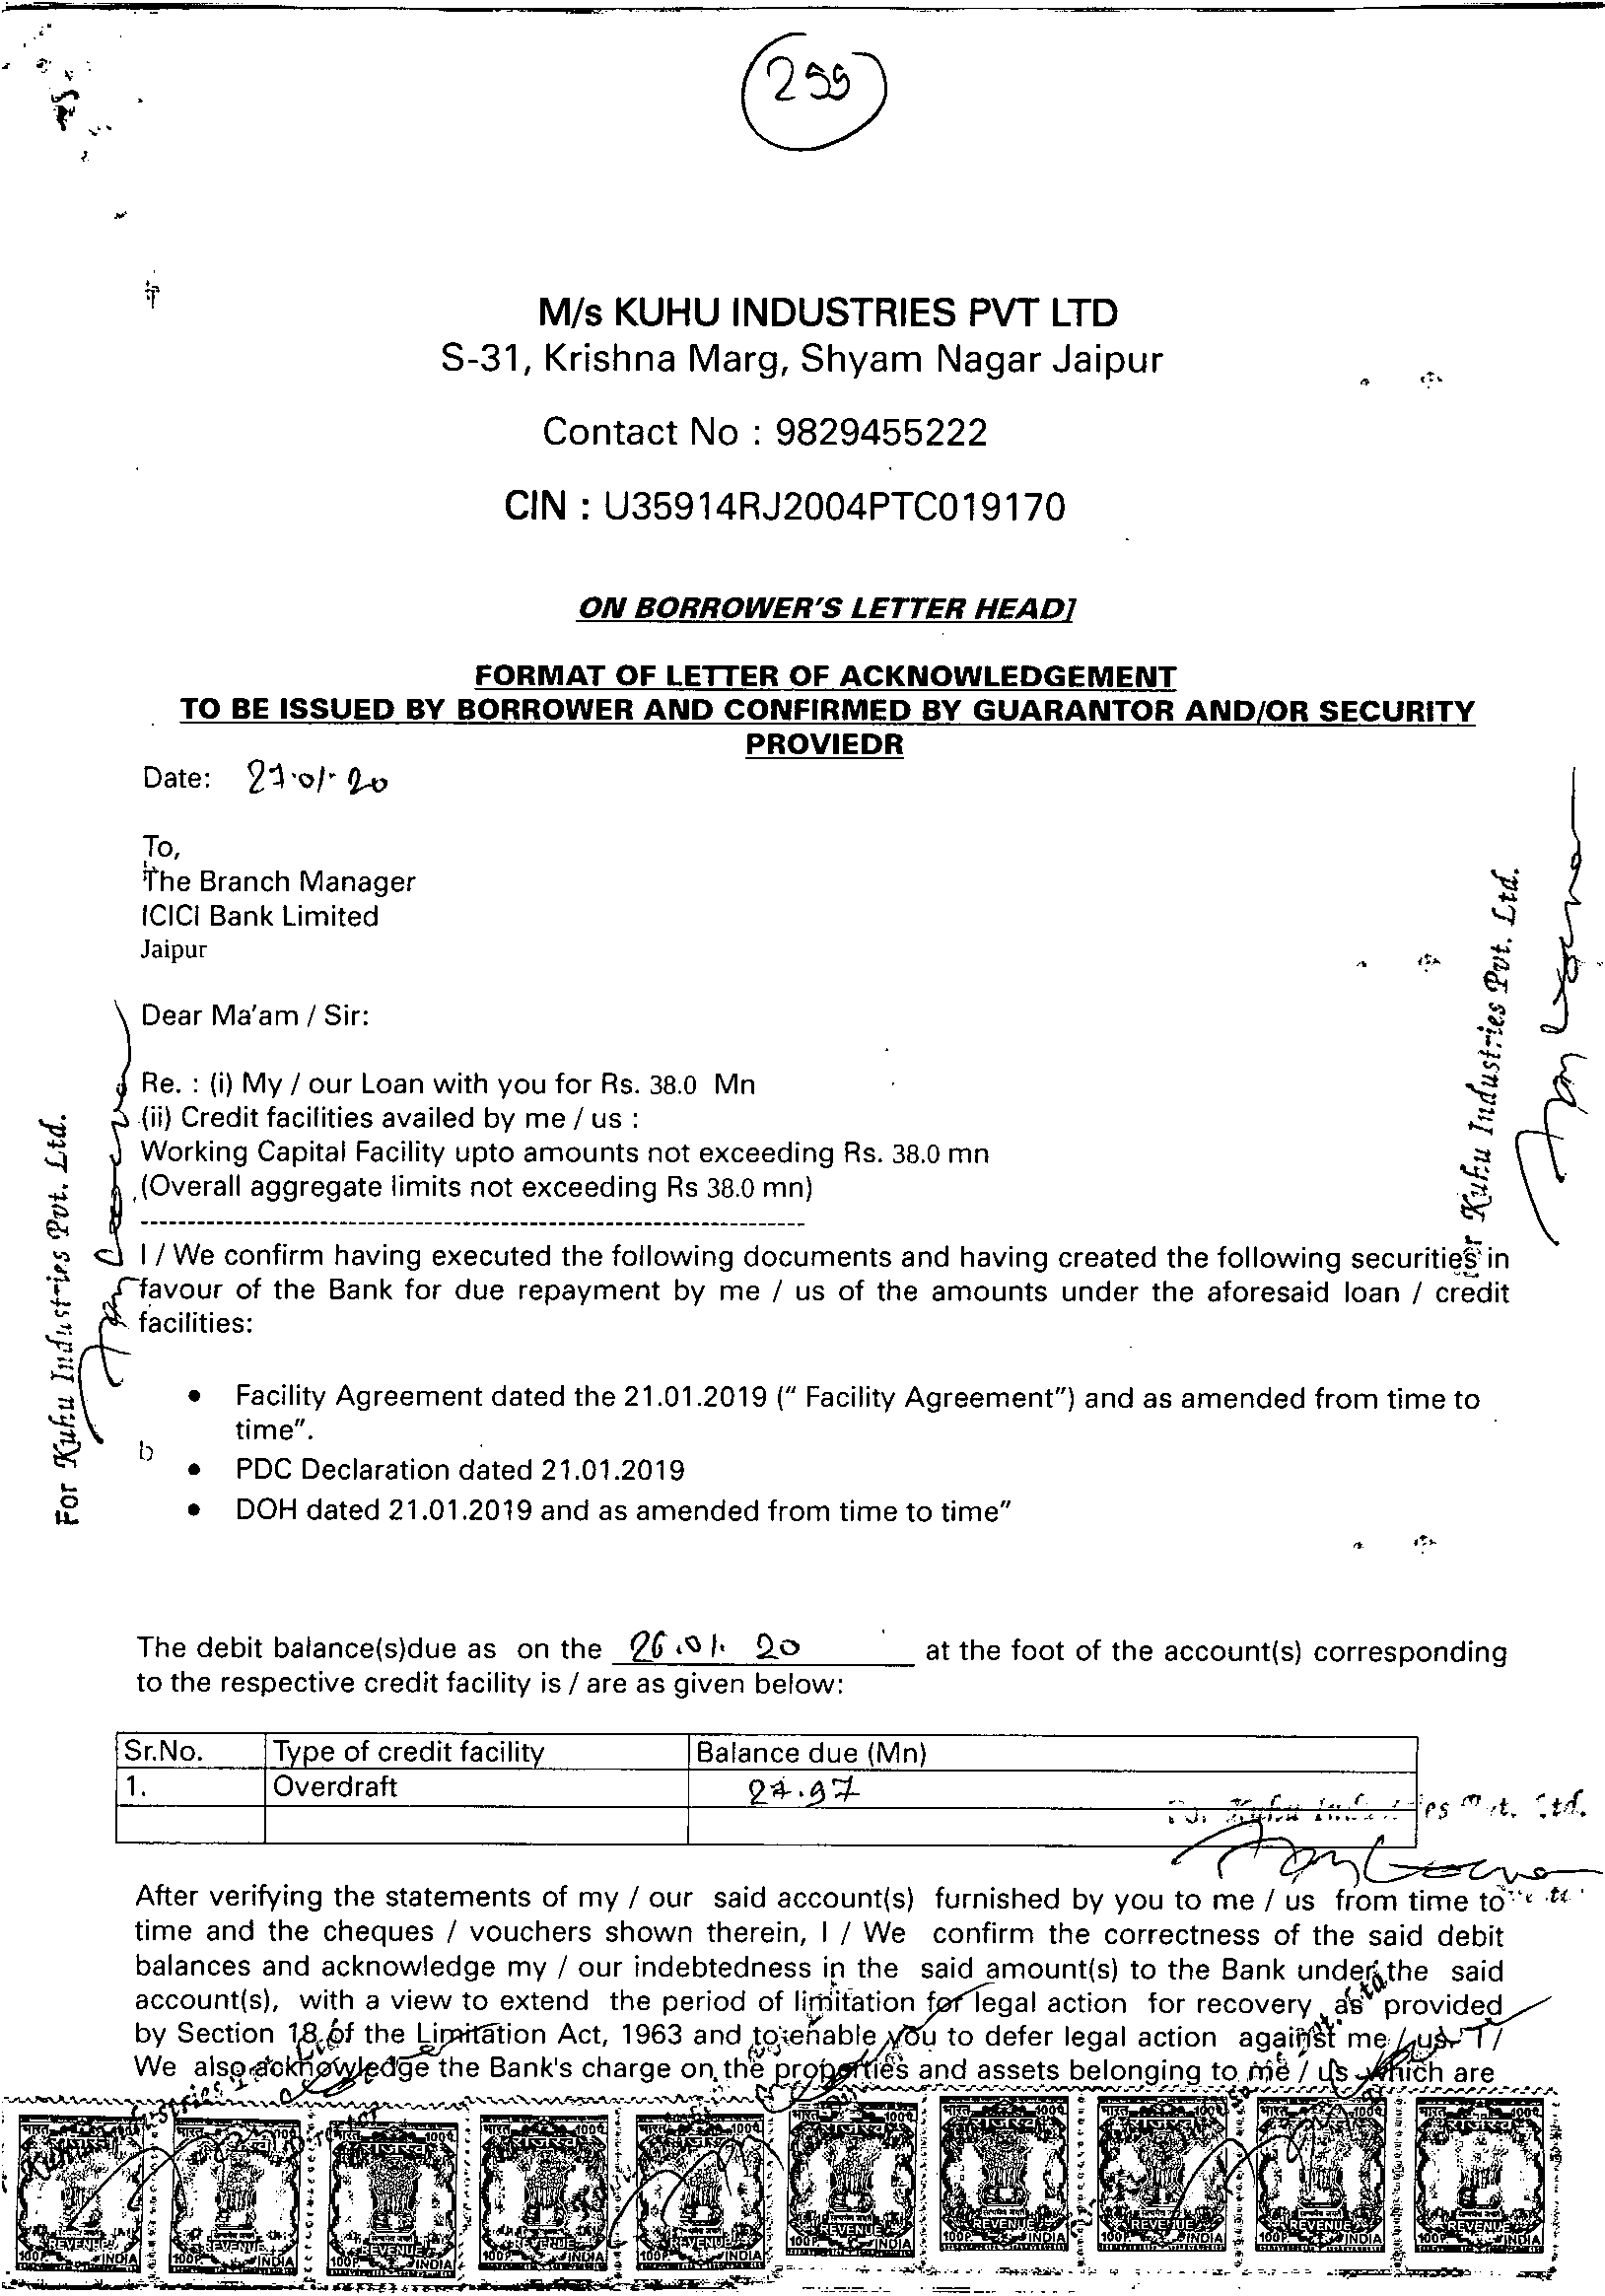 255
M/s KUHU INDUSTRIES PVT LTD
S-31, Krishna Marg, Shyam Nagar Jaipur
Contact No : 9829455222
CIN : U35914RJ2004PTC019170
ON BORROWER'S LETTER HEAD]
FORMAT OF LETTER OF ACKNOWLEDGEMENT
TO BE ISSUED BY BORROWER AND CONFIRMED BY GUARANTOR AND/OR SECURITY
PROVIEDR
Date: 27.01.20
To,
The Branch Manager
ICICI Bank Limited
Jaipur
Dear Ma'am / Sir:
Re. : (i) My / our Loan with you for Rs. 38.0 Mn
(ii) Credit facilities availed by me / us :
Working Capital Facility upto amounts not exceeding Rs. 38.0 mn
(Overall aggregate limits not exceeding Rs 38.0 mn)
I / We confirm having executed the following documents and having created the following securities in
favour of the Bank for due repayment by me / us of the amounts under the aforesaid loan / credit
facilities:
• Facility Agreement dated the 21.01.2019 (“ Facility Agreement”) and as amended from time to
time”.
• PDC Declaration dated 21.01.2019
• DOH dated 21.01.2019 and as amended from time to time”
For Kuhu Industries Pvt. Ltd.
For Kuhu Industries Pvt. Ltd.
The debit balance(s)due as on the 26.01.20 at the foot of the account(s) corresponding
to the respective credit facility is / are as given below:
Sr.No. Type of credit facility Balance due (Mn)
1. Overdraft 27.97
For Kuhu Industries Pvt. Ltd.
After verifying the statements of my / our said account(s) furnished by you to me / us from time to
time and the cheques / vouchers shown therein, I / We confirm the correctness of the said debit
balances and acknowledge my / our indebtedness in the said amount(s) to the Bank under the said
account(s), with a view to extend the period of limitation for legal action for recovery, as provided
by Section 18 of the Limitation Act, 1963 and to enable you to defer legal action against me / us. I /
We also acknowledge the Bank's charge on the properties and assets belonging to me / us which are
भारत 100P REVENUE INDIA